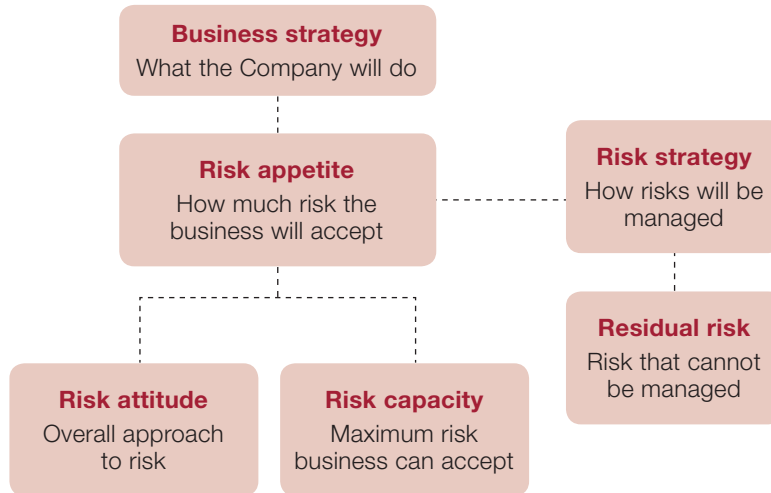 Business strategy
What the Company will do
Risk appetite
How much risk the
business will accept
Risk strategy
How risks will be
managed
Residual risk
Risk that cannot
be managed
Risk attitude
Overall approach
to risk
Risk capacity
Maximum risk
business can accept